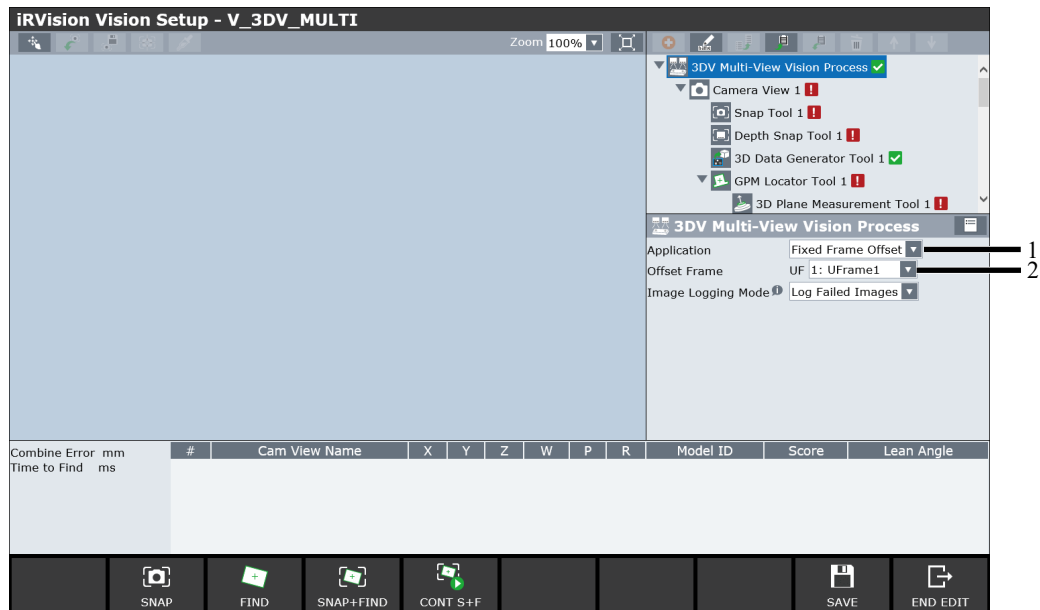 iRVision Vision Setup - V_3DV_MULTI
Zoom 100%
3DV Multi-View Vision Process
Camera View 1
Snap Tool 1
Depth Snap Tool 1
3D Data Generator Tool 1
GPM Locator Tool 1
3D Plane Measurement Tool 1
3DV Multi-View Vision Process
Application Fixed Frame Offset 1
Offset Frame UF 1: UFrame1 2
Image Logging Mode Log Failed Images
Combine Error mm
Time to Find ms
# Cam View Name X Y Z W P R Model ID Score Lean Angle
SNAP FIND SNAP+FIND CONT S+F SAVE END EDIT